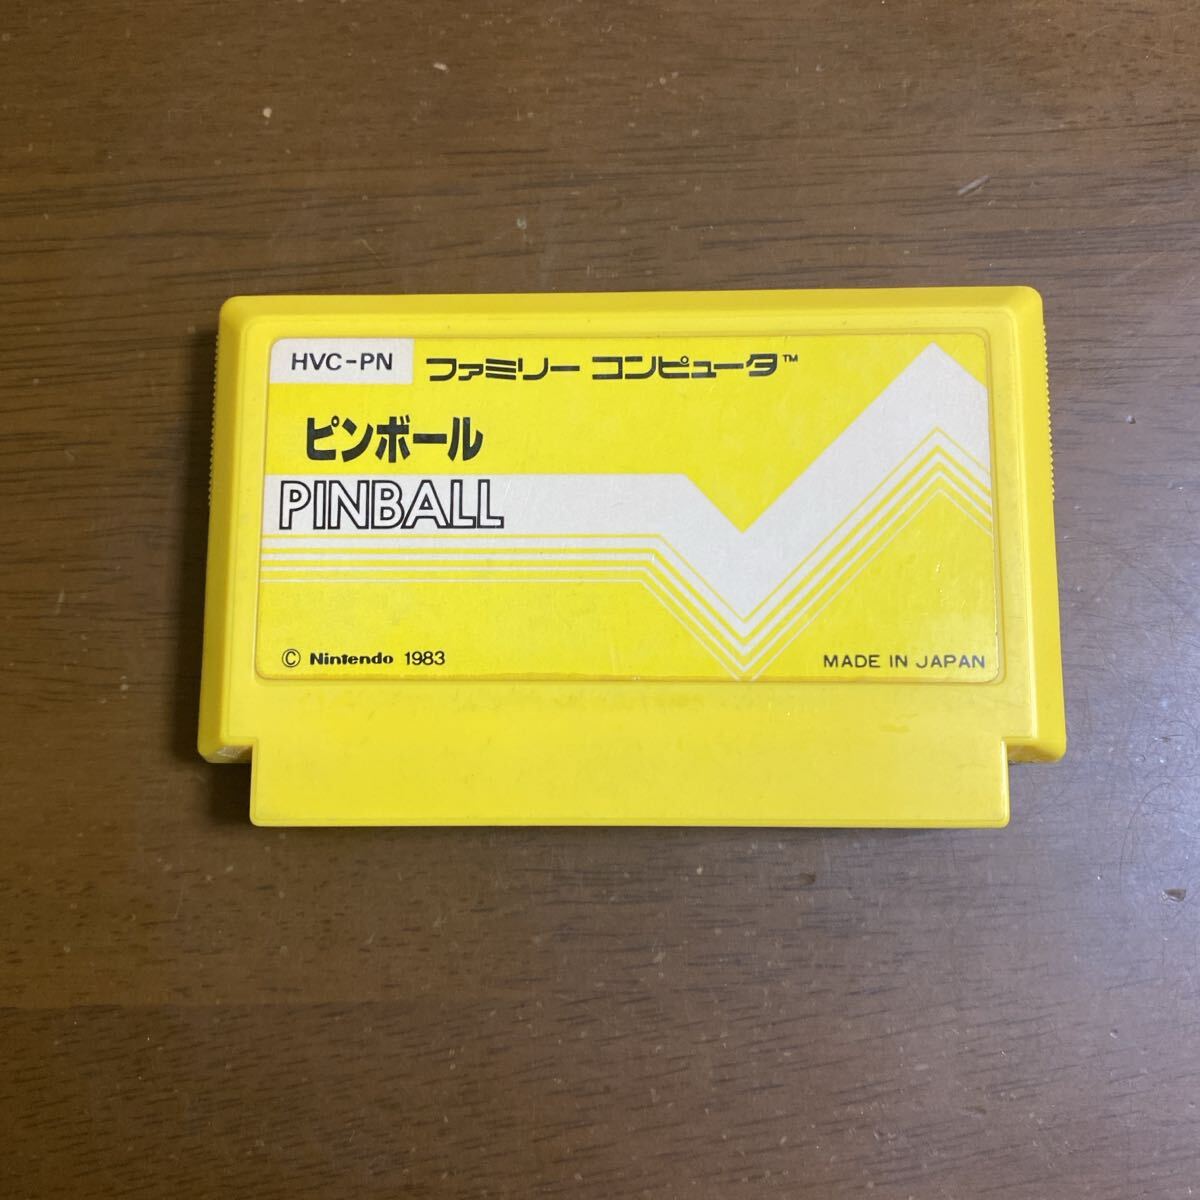 HVC-PN ファミリー コンピュータ™
ピンボール
PINBALL
© Nintendo 1983
MADE IN JAPAN